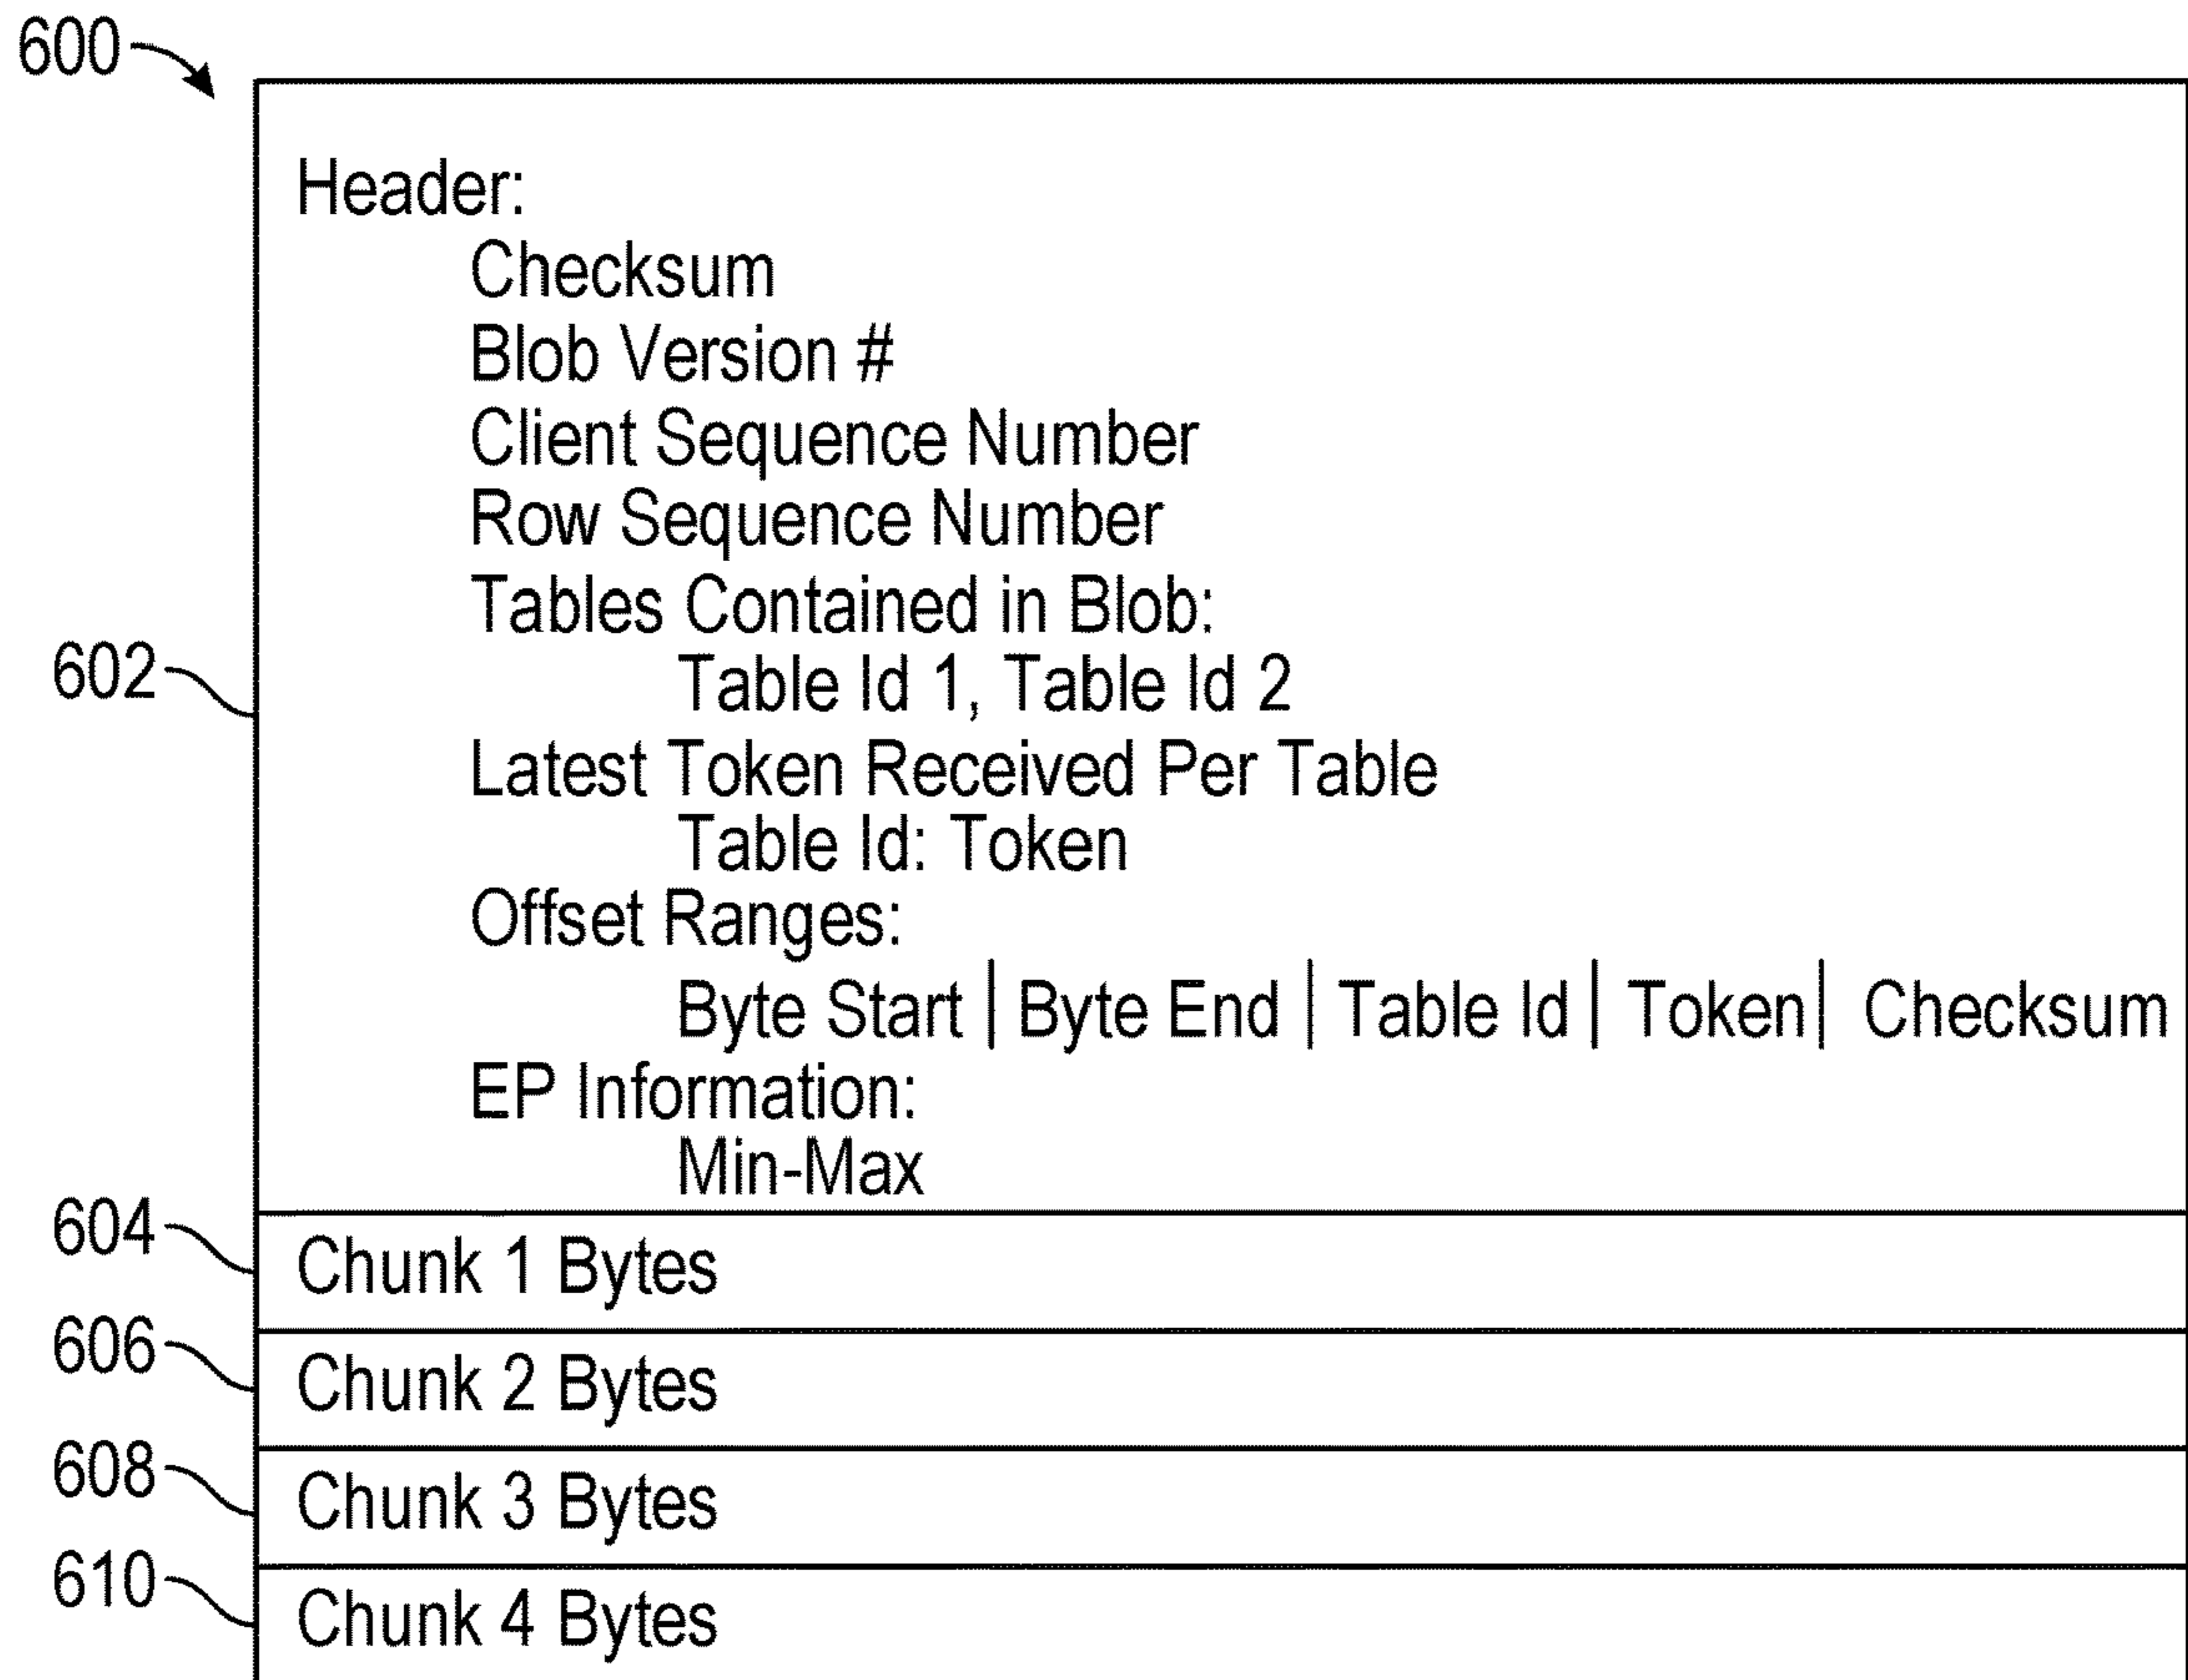 600
Header:
Checksum
Blob Version #
Client Sequence Number
Row Sequence Number
Tables Contained in Blob:
602
Table Id 1, Table Id 2
Latest Token Received Per Table
Table Id: Token
Offset Ranges:
Byte Start | Byte End | Table Id | Token | Checksum
EP Information:
Min-Max
604
Chunk 1 Bytes
606
Chunk 2 Bytes
608
Chunk 3 Bytes
610
Chunk 4 Bytes